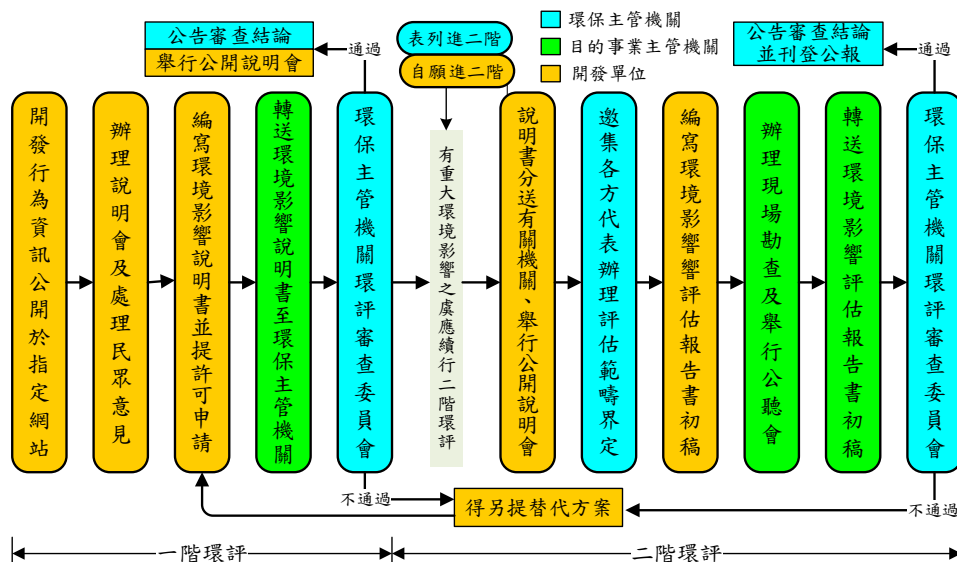 公告審查結論
舉行公開說明會
通過
表列進二階
自願進二階
環保主管機關
目的事業主管機關
開發單位
公告審查結論
並刊登公報
通過
開發行為資訊公開於指定網站
辦理說明會及處理民眾意見
編寫環境影響說明書並提許可申請
轉送環境影響說明書至環保主管機關
環保主管機關環評審查委員會
有重大環境影響之虞應續行二階環評
說明書分送有關機關、舉行公開說明會
邀集各方代表辦理評估範疇界定
編寫環境影響響評估報告書初稿
辦理現場勘查及舉行公聽會
轉送環境影響評估報告書初稿
環保主管機關環評審查委員會
不通過
得另提替代方案
不通過
一階環評
二階環評